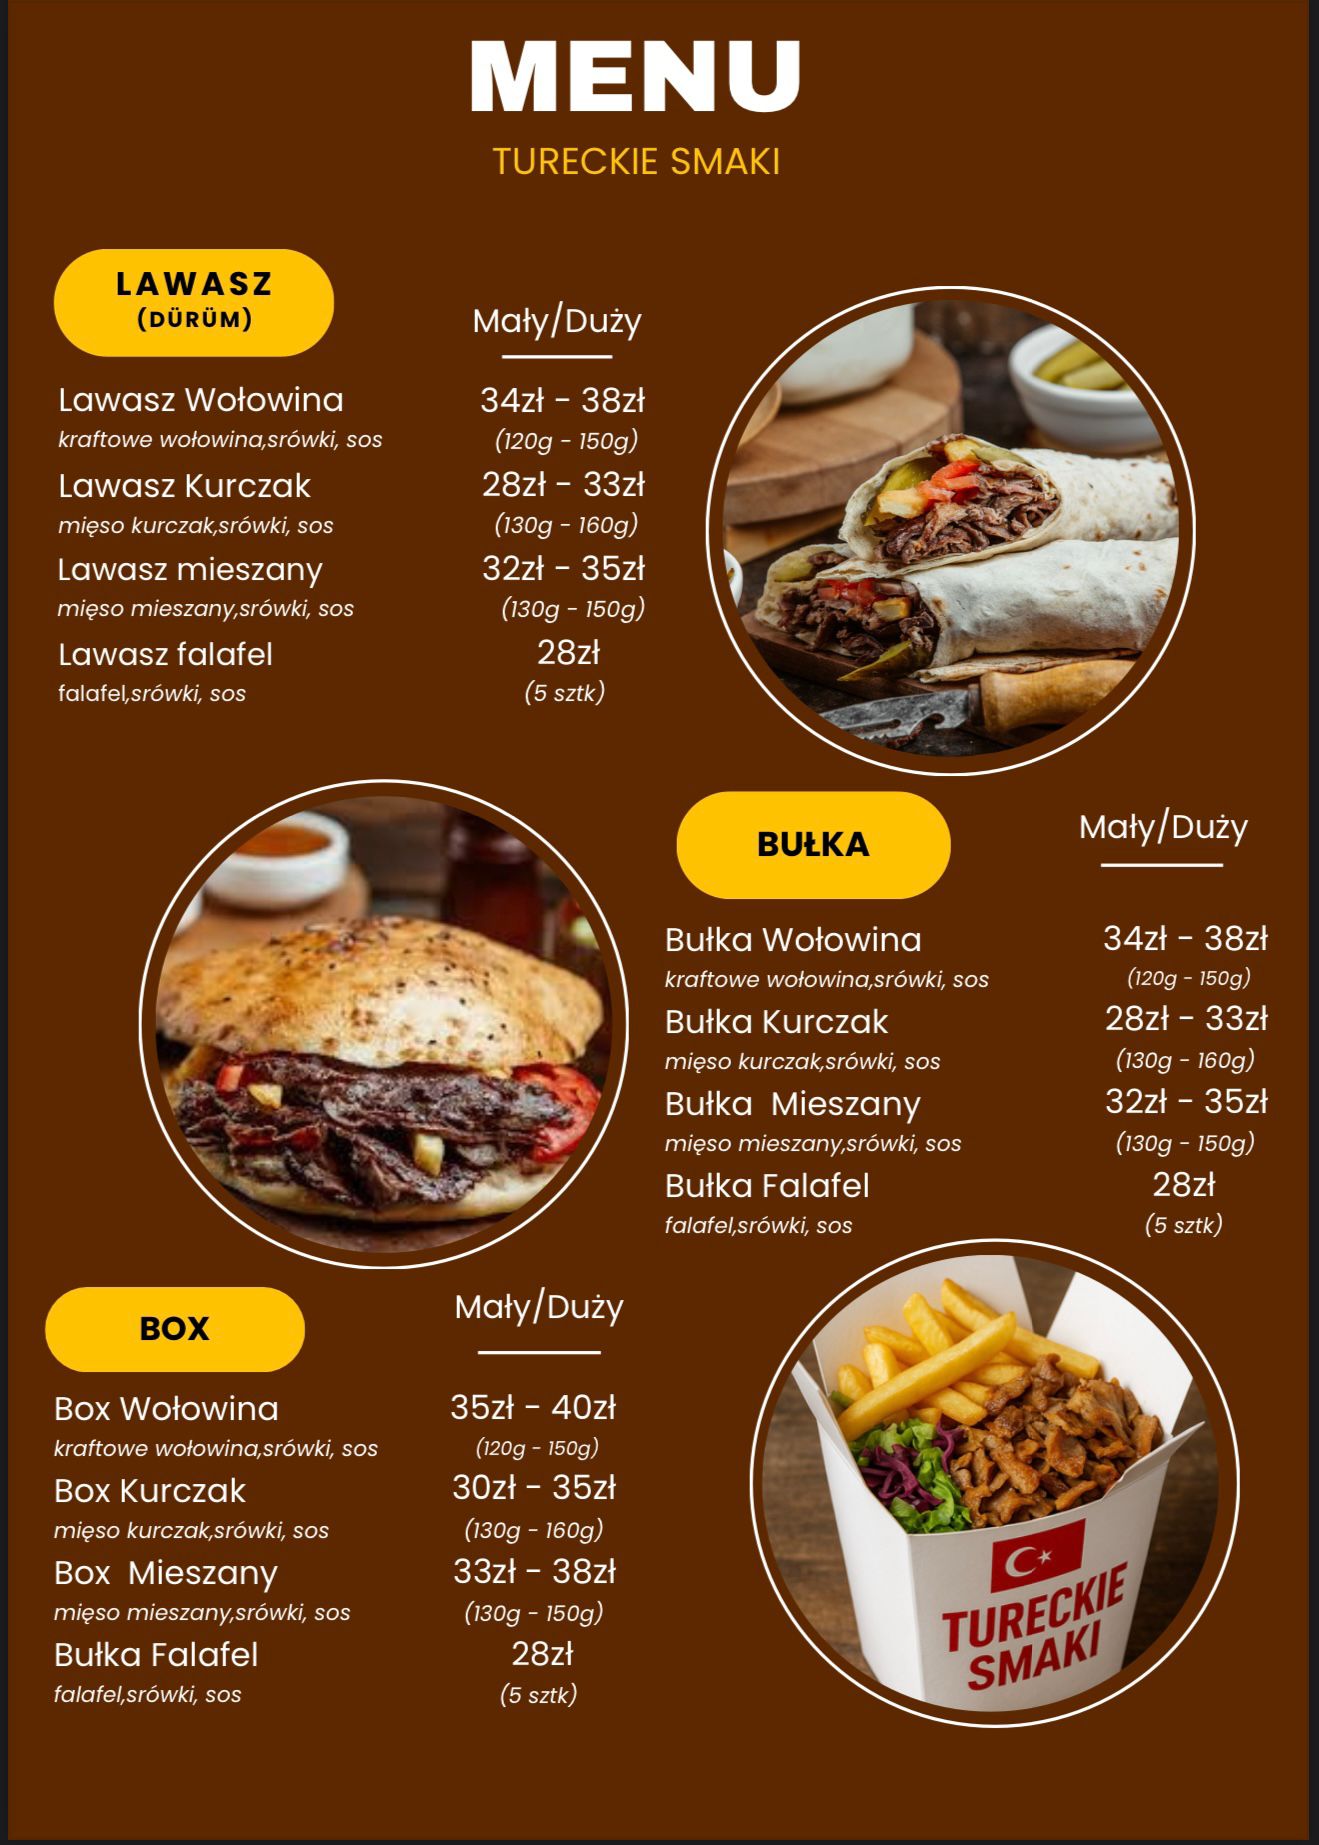 MENU
TURECKIE SMAKI
LAWASZ
(DÜRÜM)
Mały/Duży
Lawasz Wołowina 34zł - 38zł
kraftowe wołowina,srówki, sos (120g - 150g)
Lawasz Kurczak 28zł - 33zł
mięso kurczak,srówki, sos (130g - 160g)
Lawasz mieszany 32zł - 35zł
mięso mieszany,srówki, sos (130g - 150g)
Lawasz falafel 28zł
falafel,srówki, sos (5 sztk)
BUŁKA
Mały/Duży
Bułka Wołowina 34zł - 38zł
kraftowe wołowina,srówki, sos (120g - 150g)
Bułka Kurczak 28zł - 33zł
mięso kurczak,srówki, sos (130g - 160g)
Bułka Mieszany 32zł - 35zł
mięso mieszany,srówki, sos (130g - 150g)
Bułka Falafel 28zł
falafel,srówki, sos (5 sztk)
BOX
Mały/Duży
Box Wołowina 35zł - 40zł
kraftowe wołowina,srówki, sos (120g - 150g)
Box Kurczak 30zł - 35zł
mięso kurczak,srówki, sos (130g - 160g)
Box Mieszany 33zł - 38zł
mięso mieszany,srówki, sos (130g - 150g)
Bułka Falafel 28zł
falafel,srówki, sos (5 sztk)
TURECKIE
SMAKI